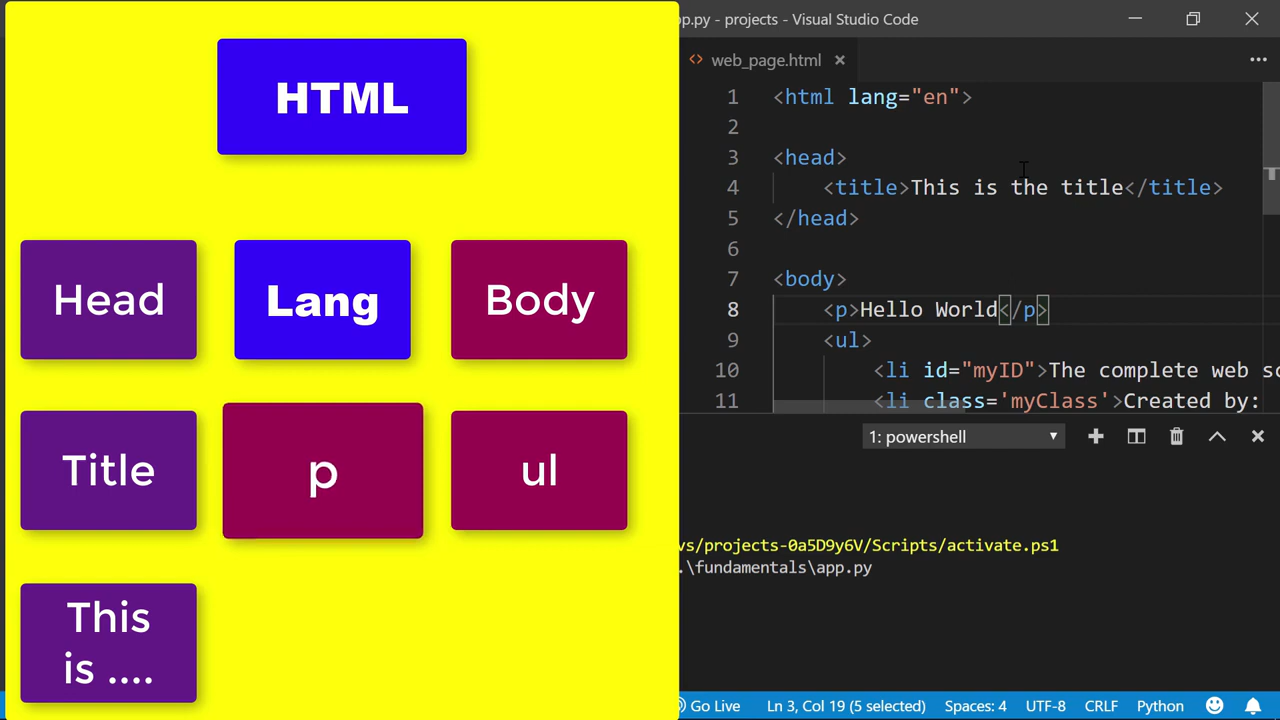 HTML
Head
Lang
Body
Title
p
ul
This
is ....
app.py - projects - Visual Studio Code
web_page.html
1 <html lang="en">
2
3 <head>
4 <title>This is the title</title>
5 </head>
6
7 <body>
8 <p>Hello World</p>
9 <ul>
10 <li id="myID">The complete web
11 <li class='myClass'>Created by:
1: powershell
vs/projects-0a5D9y6V/Scripts/activate.ps1
.\fundamentals\app.py
Go Live Ln 3, Col 19 (5 selected) Spaces: 4 UTF-8 CRLF Python